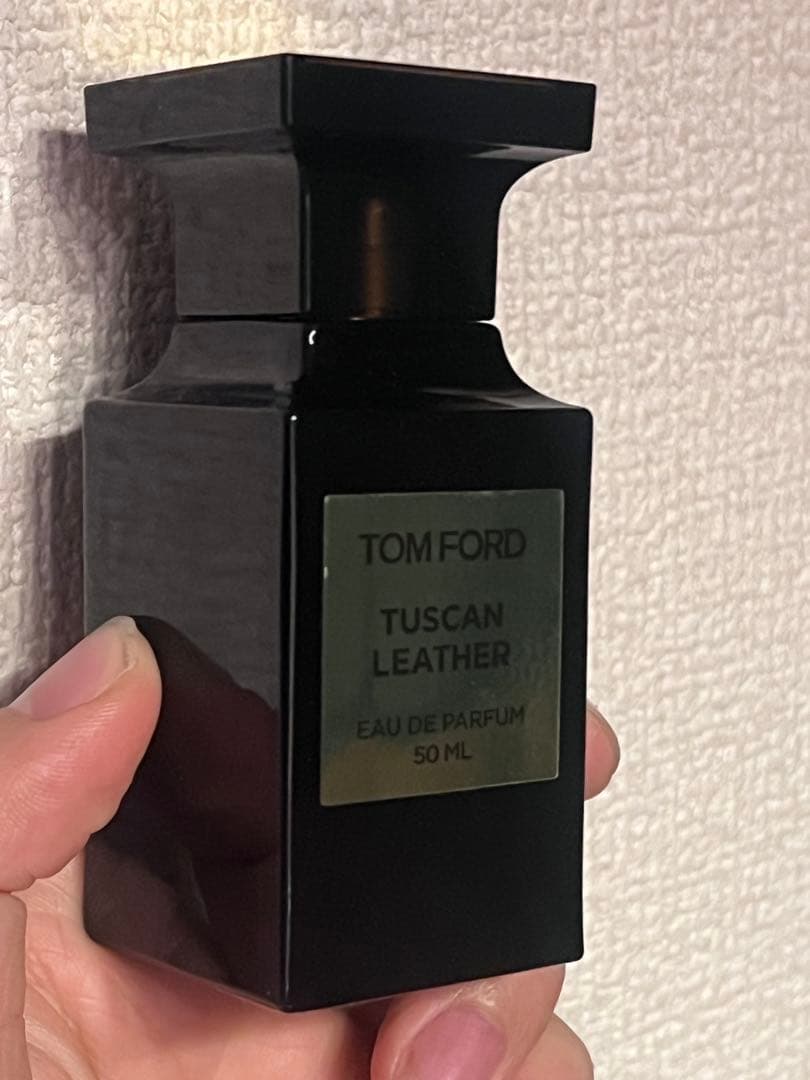 TOM FORD
TUSCAN
LEATHER
EAU DE PARFUM
50 ML